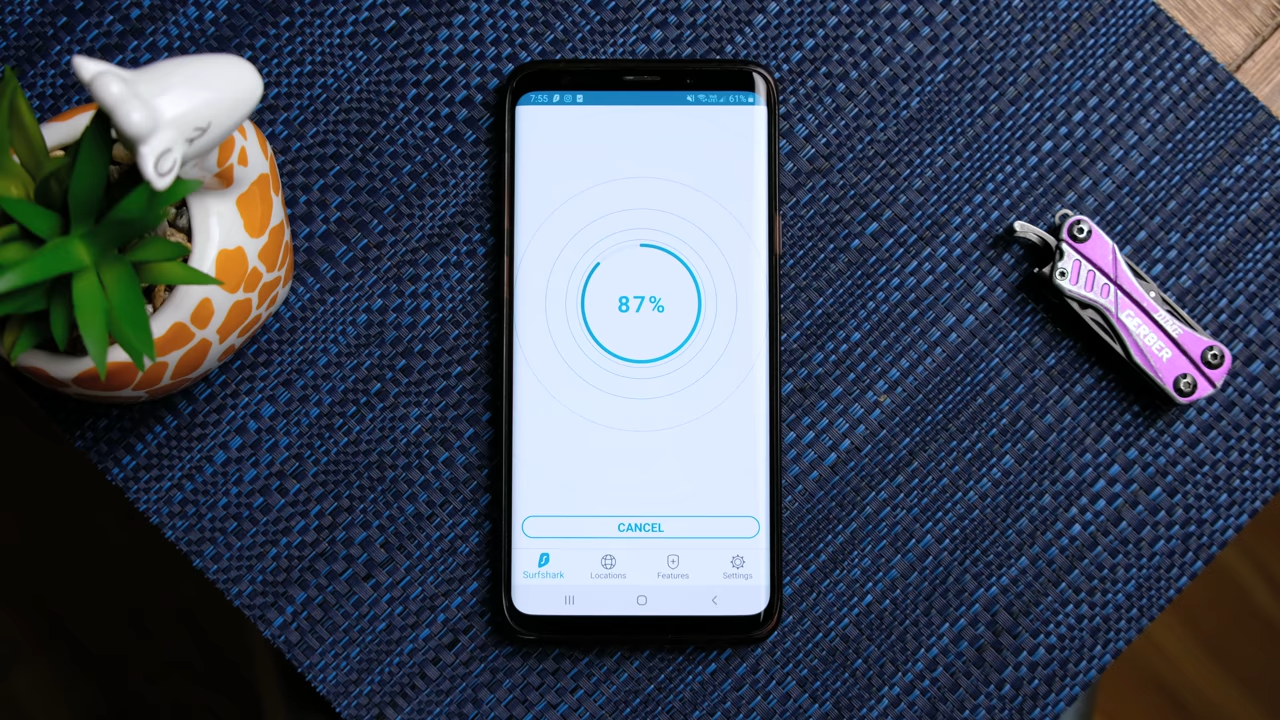 7:55
61%
87%
CANCEL
Surfshark
Locations
Features
Settings
GERBER
DIME